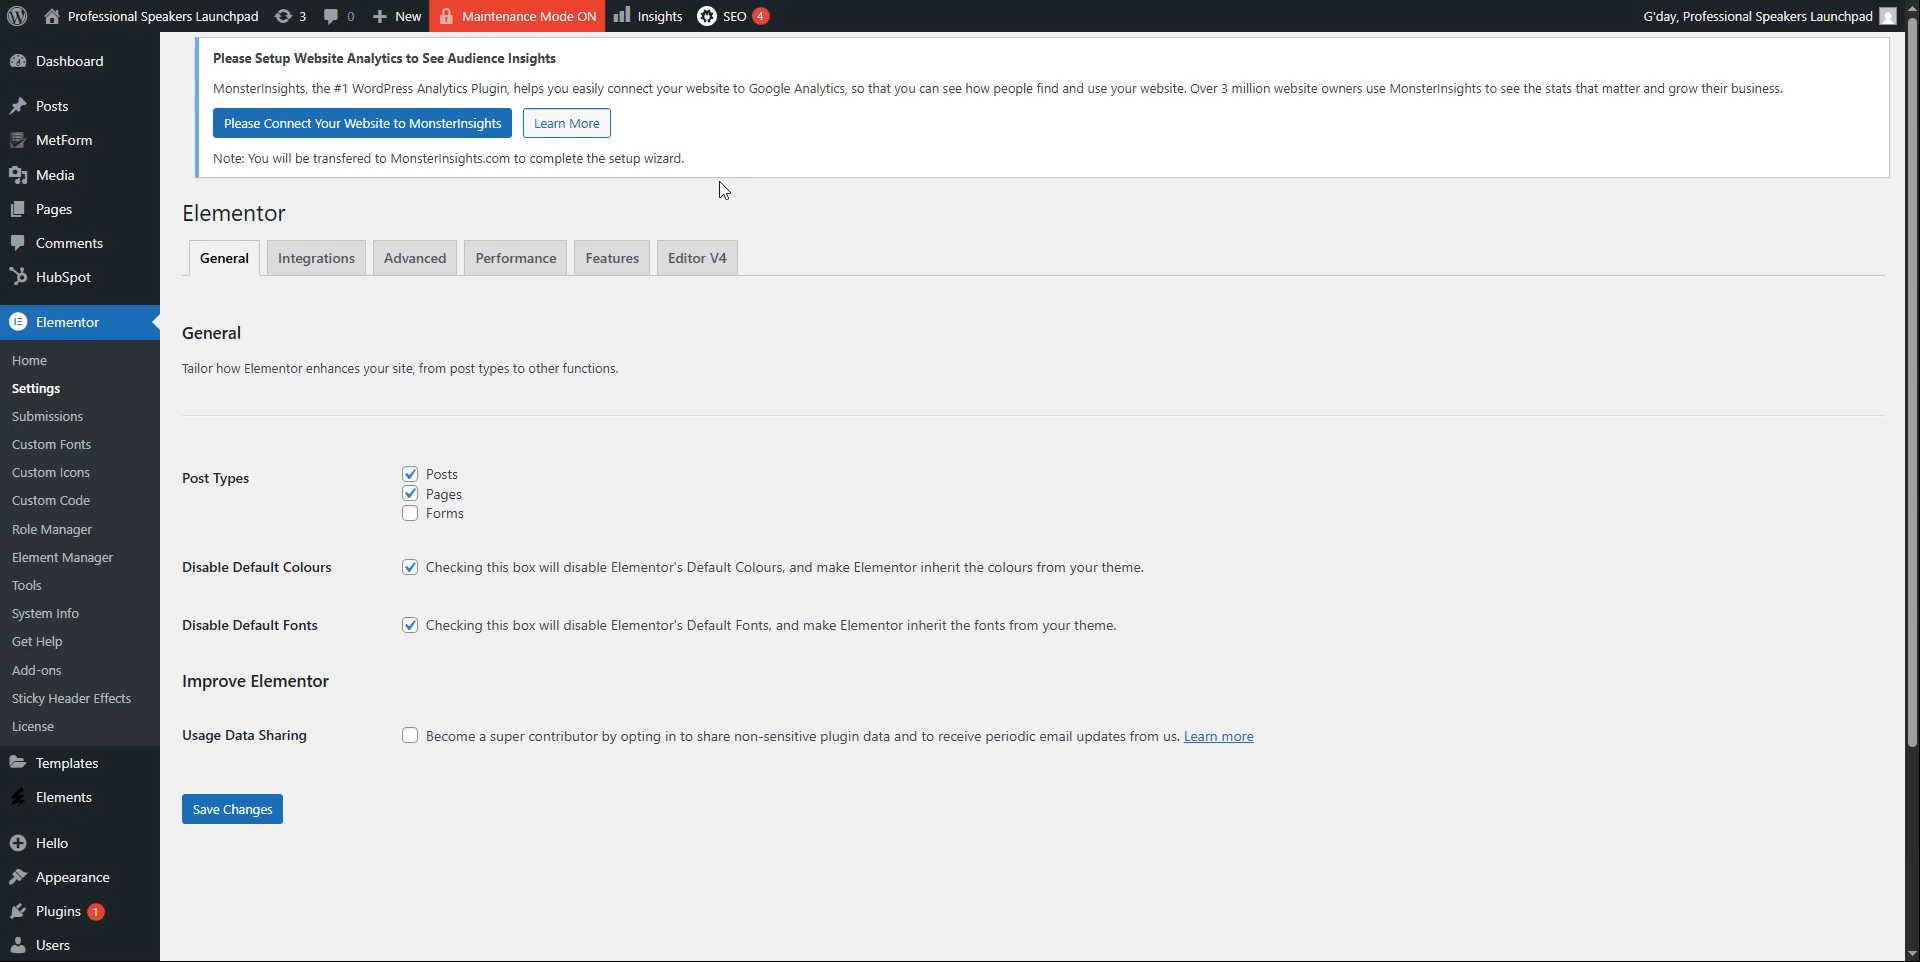 Professional Speakers Launchpad 3 0 New Maintenance Mode ON Insights SEO 4 G'day, Professional Speakers Launchpad
Dashboard
Posts
MetForm
Media
Pages
Comments
HubSpot
Elementor
Home
Settings
Submissions
Custom Fonts
Custom Icons
Custom Code
Role Manager
Element Manager
Tools
System Info
Get Help
Add-ons
Sticky Header Effects
License
Templates
Elements
Hello
Appearance
Plugins 1
Users
Please Setup Website Analytics to See Audience Insights
MonsterInsights, the #1 WordPress Analytics Plugin, helps you easily connect your website to Google Analytics, so that you can see how people find and use your website. Over 3 million website owners use MonsterInsights to see the stats that matter and grow their business.
Please Connect Your Website to MonsterInsights Learn More
Note: You will be transfered to MonsterInsights.com to complete the setup wizard.
Elementor
General Integrations Advanced Performance Features Editor V4
General
Tailor how Elementor enhances your site, from post types to other functions.
Post Types
Posts
Pages
Forms
Disable Default Colours Checking this box will disable Elementor's Default Colours, and make Elementor inherit the colours from your theme.
Disable Default Fonts Checking this box will disable Elementor's Default Fonts, and make Elementor inherit the fonts from your theme.
Improve Elementor
Usage Data Sharing Become a super contributor by opting in to share non-sensitive plugin data and to receive periodic email updates from us. Learn more
Save Changes